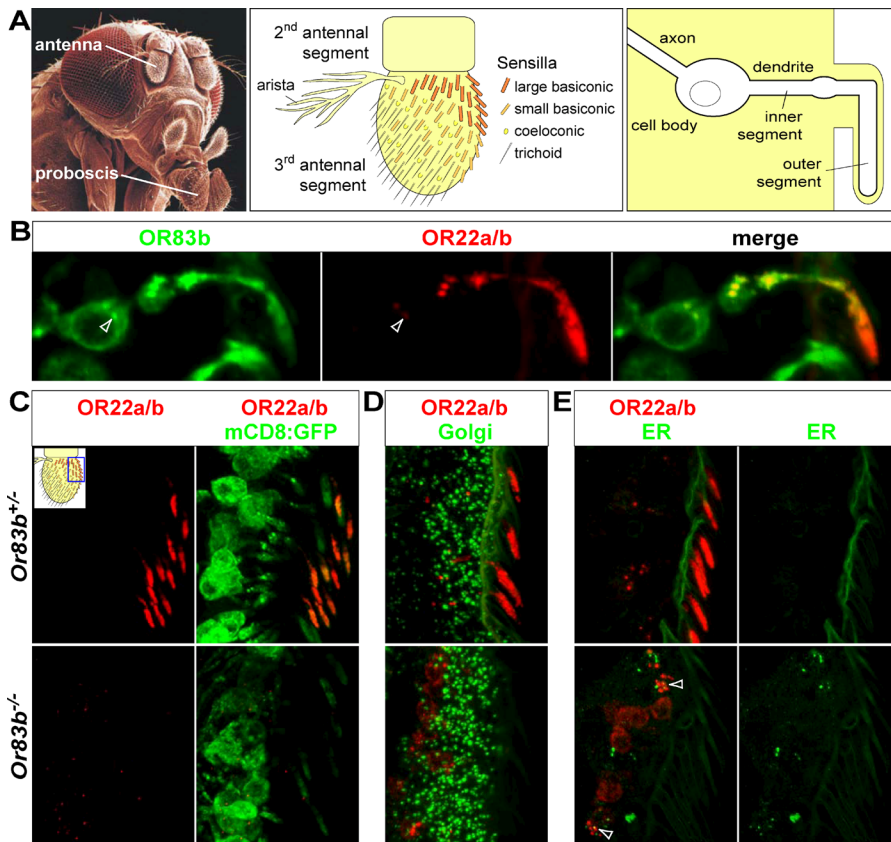 A
antenna
proboscis
2nd antennal
segment
arista
3rd antennal
segment
Sensilla
large basiconic
small basiconic
coeloconic
trichoid
axon
cell body
dendrite
inner
segment
outer
segment
B
OR83b
OR22a/b
merge
C
OR22a/b
OR22a/b
mCD8:GFP
D
OR22a/b
Golgi
E
OR22a/b
ER
ER
Or83b+/-
Or83b-/-